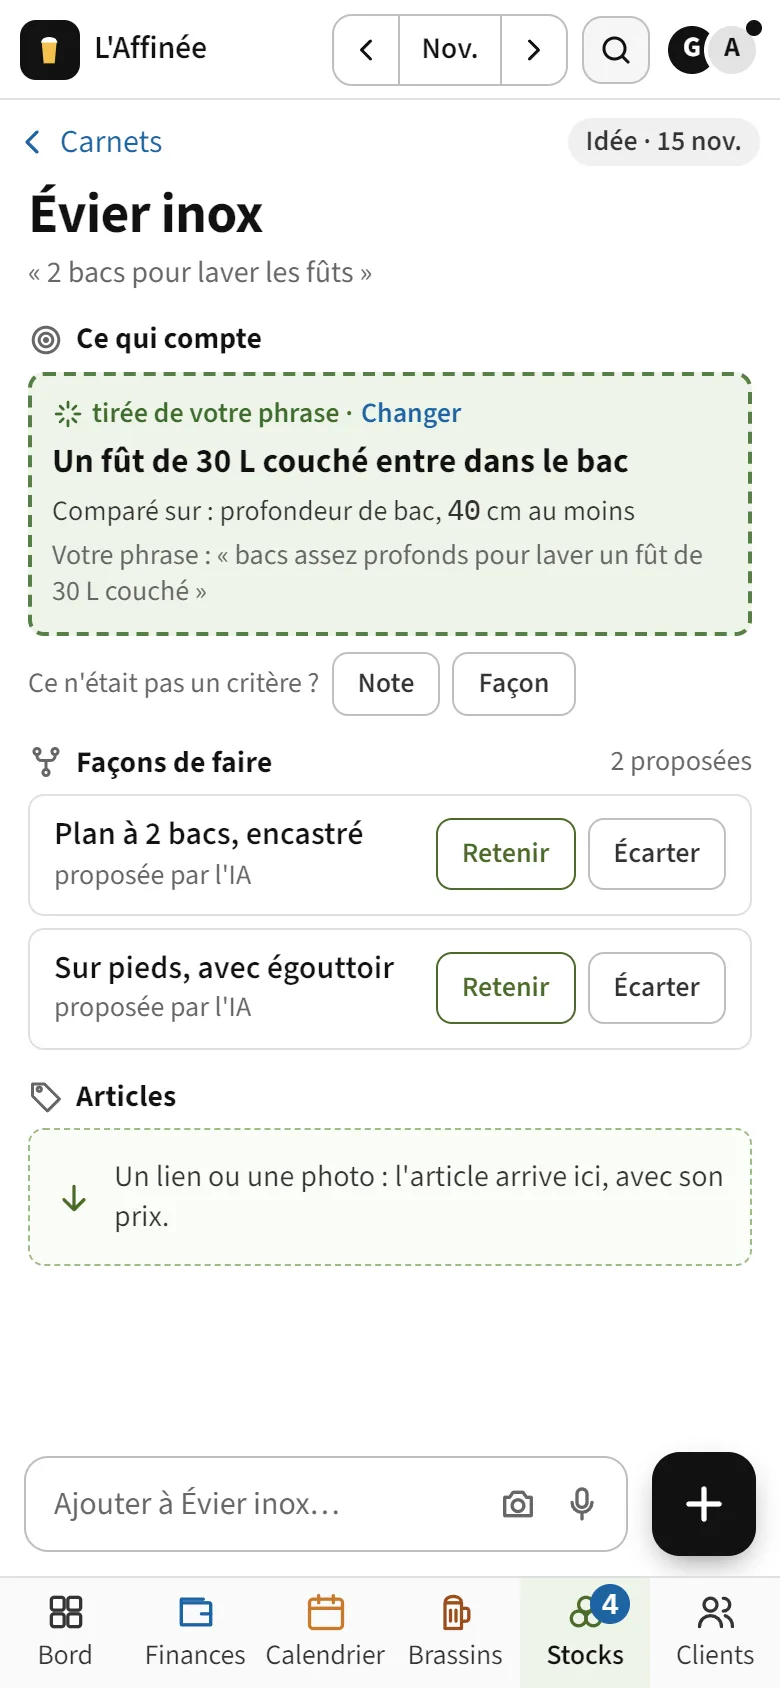 L'Affinée
Nov.
G
A
Carnets
Idée · 15 nov.
Évier inox
« 2 bacs pour laver les fûts »
Ce qui compte
tirée de votre phrase · Changer
Un fût de 30 L couché entre dans le bac
Comparé sur : profondeur de bac, 40 cm au moins
Votre phrase : « bacs assez profonds pour laver un fût de
30 L couché »
Ce n'était pas un critère ?
Note
Façon
Façons de faire
2 proposées
Plan à 2 bacs, encastré
proposée par l'IA
Retenir
Écarter
Sur pieds, avec égouttoir
proposée par l'IA
Retenir
Écarter
Articles
Un lien ou une photo : l'article arrive ici, avec son
prix.
Ajouter à Évier inox…
Bord
Finances
Calendrier
Brassins
4
Stocks
Clients